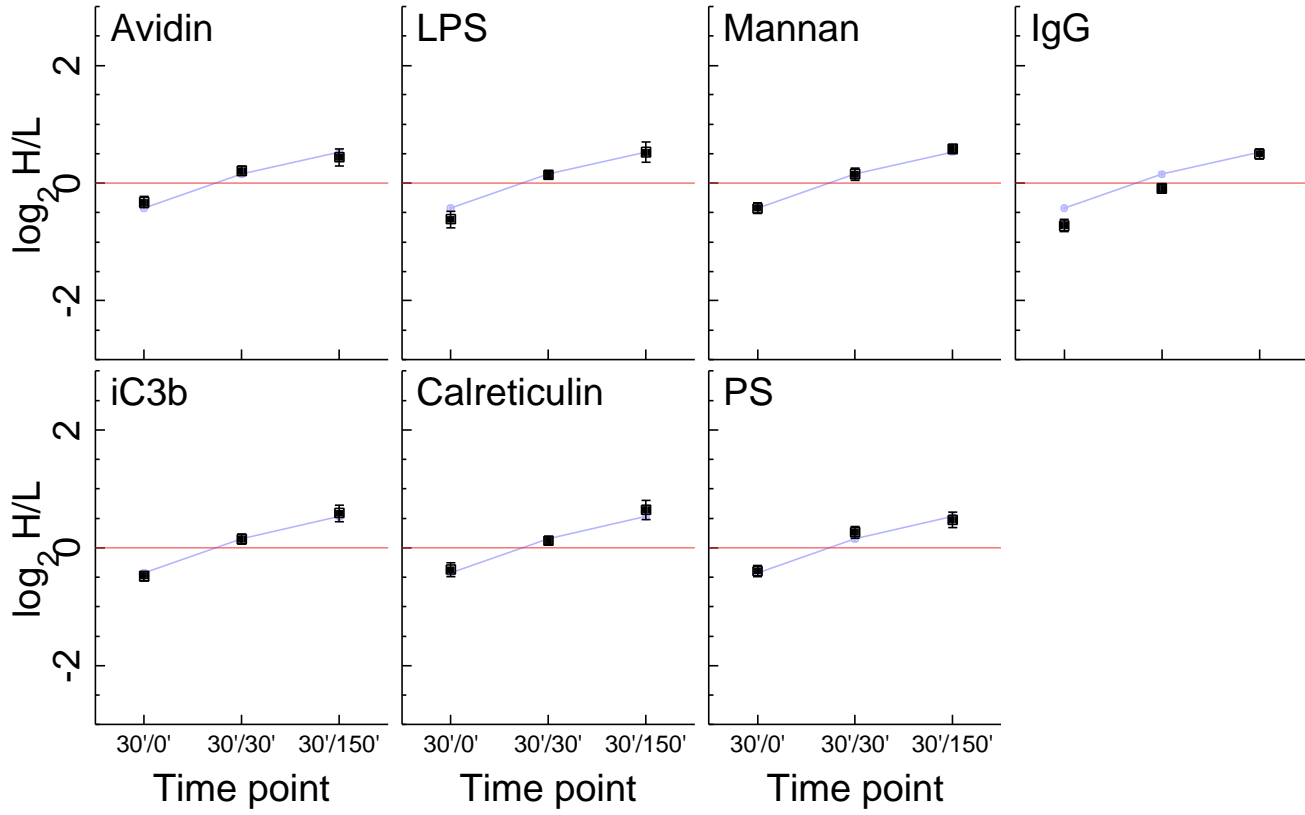 Avidin LPS Mannan IgG
2
0
-2
log2 H/L
iC3b Calreticulin PS
2
0
-2
log2 H/L
30'/0' 30'/30' 30'/150' 30'/0' 30'/30' 30'/150' 30'/0' 30'/30' 30'/150'
Time point Time point Time point